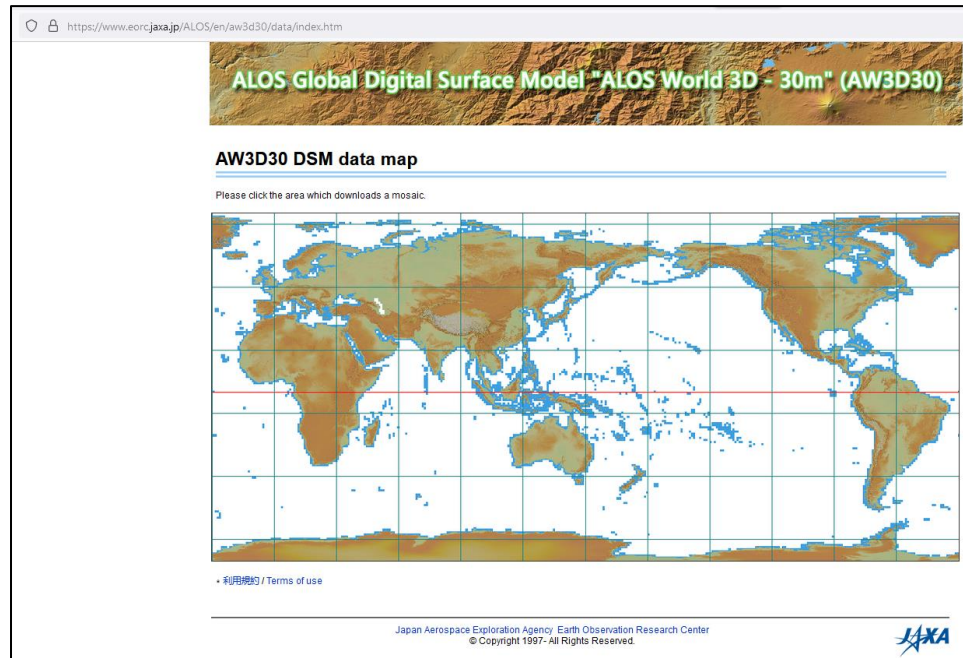 https://www.eorc.jaxa.jp/ALOS/en/aw3d30/data/index.htm
ALOS Global Digital Surface Model "ALOS World 3D - 30m" (AW3D30)
AW3D30 DSM data map
Please click the area which downloads a mosaic.
• 利用規約 / Terms of use
Japan Aerospace Exploration Agency Earth Observation Research Center
© Copyright 1997- All Rights Reserved.
JAXA